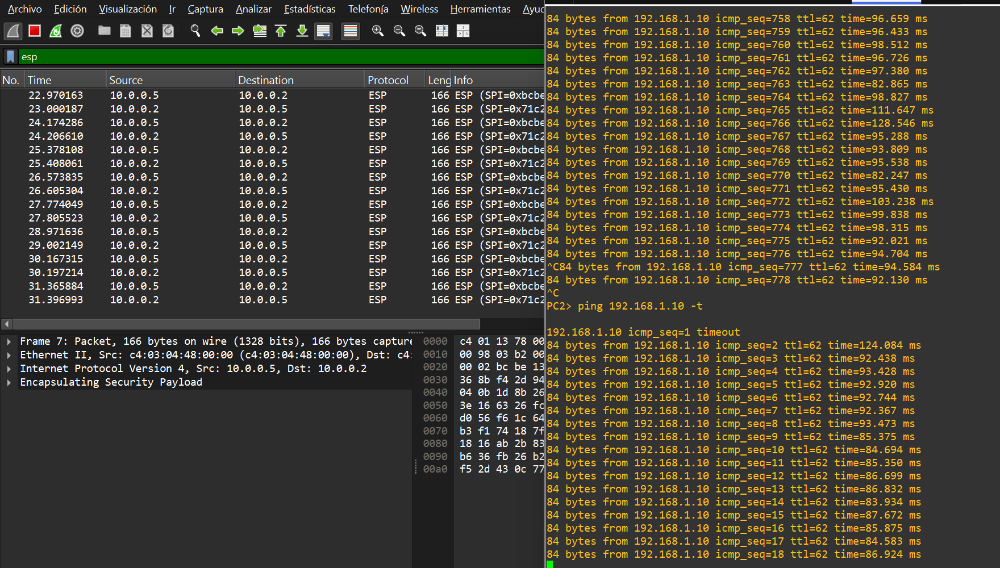 Archivo Edición Visualización Ir Captura Analizar Estadísticas Telefonía Wireless Herramientas Ayuc
esp
No. Time Source Destination Protocol Leng Info
22.970163 10.0.0.5 10.0.0.2 ESP 166 ESP (SPI=0xbcbe
23.000187 10.0.0.2 10.0.0.5 ESP 166 ESP (SPI=0x71c2
24.174286 10.0.0.5 10.0.0.2 ESP 166 ESP (SPI=0xbcbe
24.206610 10.0.0.2 10.0.0.5 ESP 166 ESP (SPI=0x71c2
25.378108 10.0.0.5 10.0.0.2 ESP 166 ESP (SPI=0xbcbe
25.408061 10.0.0.2 10.0.0.5 ESP 166 ESP (SPI=0x71c2
26.573835 10.0.0.5 10.0.0.2 ESP 166 ESP (SPI=0xbcbe
26.605304 10.0.0.2 10.0.0.5 ESP 166 ESP (SPI=0x71c2
27.774049 10.0.0.5 10.0.0.2 ESP 166 ESP (SPI=0xbcbe
27.805523 10.0.0.2 10.0.0.5 ESP 166 ESP (SPI=0x71c2
28.971636 10.0.0.5 10.0.0.2 ESP 166 ESP (SPI=0xbcbe
29.002149 10.0.0.2 10.0.0.5 ESP 166 ESP (SPI=0x71c2
30.167315 10.0.0.5 10.0.0.2 ESP 166 ESP (SPI=0xbcbe
30.197214 10.0.0.2 10.0.0.5 ESP 166 ESP (SPI=0x71c2
31.365884 10.0.0.5 10.0.0.2 ESP 166 ESP (SPI=0xbcbe
31.396993 10.0.0.2 10.0.0.5 ESP 166 ESP (SPI=0x71c2
Frame 7: Packet, 166 bytes on wire (1328 bits), 166 bytes capture
Ethernet II, Src: c4:03:04:48:00:00 (c4:03:04:48:00:00), Dst: c4:
Internet Protocol Version 4, Src: 10.0.0.5, Dst: 10.0.0.2
Encapsulating Security Payload
0000 c4 01 13 78 00
0010 00 98 03 b2 00
0020 00 02 bc be 13
0030 36 8b f4 2d 94
0040 04 0b 1d 8b 26
0050 3e 16 63 26 fc
0060 d0 56 f6 1c 64
0070 b3 f1 74 18 7f
0080 18 16 ab 2b 83
0090 b6 36 fb 26 b2
00a0 f5 2d 43 0c 77
84 bytes from 192.168.1.10 icmp_seq=758 ttl=62 time=96.659 ms
84 bytes from 192.168.1.10 icmp_seq=759 ttl=62 time=96.433 ms
84 bytes from 192.168.1.10 icmp_seq=760 ttl=62 time=98.512 ms
84 bytes from 192.168.1.10 icmp_seq=761 ttl=62 time=96.726 ms
84 bytes from 192.168.1.10 icmp_seq=762 ttl=62 time=97.380 ms
84 bytes from 192.168.1.10 icmp_seq=763 ttl=62 time=82.865 ms
84 bytes from 192.168.1.10 icmp_seq=764 ttl=62 time=98.827 ms
84 bytes from 192.168.1.10 icmp_seq=765 ttl=62 time=111.647 ms
84 bytes from 192.168.1.10 icmp_seq=766 ttl=62 time=128.546 ms
84 bytes from 192.168.1.10 icmp_seq=767 ttl=62 time=95.288 ms
84 bytes from 192.168.1.10 icmp_seq=768 ttl=62 time=93.809 ms
84 bytes from 192.168.1.10 icmp_seq=769 ttl=62 time=95.538 ms
84 bytes from 192.168.1.10 icmp_seq=770 ttl=62 time=82.247 ms
84 bytes from 192.168.1.10 icmp_seq=771 ttl=62 time=95.430 ms
84 bytes from 192.168.1.10 icmp_seq=772 ttl=62 time=103.238 ms
84 bytes from 192.168.1.10 icmp_seq=773 ttl=62 time=99.838 ms
84 bytes from 192.168.1.10 icmp_seq=774 ttl=62 time=98.315 ms
84 bytes from 192.168.1.10 icmp_seq=775 ttl=62 time=92.021 ms
84 bytes from 192.168.1.10 icmp_seq=776 ttl=62 time=94.704 ms
^C84 bytes from 192.168.1.10 icmp_seq=777 ttl=62 time=94.584 ms
84 bytes from 192.168.1.10 icmp_seq=778 ttl=62 time=92.130 ms
^C
PC2> ping 192.168.1.10 -t
192.168.1.10 icmp_seq=1 timeout
84 bytes from 192.168.1.10 icmp_seq=2 ttl=62 time=124.084 ms
84 bytes from 192.168.1.10 icmp_seq=3 ttl=62 time=92.438 ms
84 bytes from 192.168.1.10 icmp_seq=4 ttl=62 time=93.428 ms
84 bytes from 192.168.1.10 icmp_seq=5 ttl=62 time=92.920 ms
84 bytes from 192.168.1.10 icmp_seq=6 ttl=62 time=92.744 ms
84 bytes from 192.168.1.10 icmp_seq=7 ttl=62 time=92.367 ms
84 bytes from 192.168.1.10 icmp_seq=8 ttl=62 time=93.473 ms
84 bytes from 192.168.1.10 icmp_seq=9 ttl=62 time=85.375 ms
84 bytes from 192.168.1.10 icmp_seq=10 ttl=62 time=84.694 ms
84 bytes from 192.168.1.10 icmp_seq=11 ttl=62 time=85.350 ms
84 bytes from 192.168.1.10 icmp_seq=12 ttl=62 time=86.699 ms
84 bytes from 192.168.1.10 icmp_seq=13 ttl=62 time=86.832 ms
84 bytes from 192.168.1.10 icmp_seq=14 ttl=62 time=83.934 ms
84 bytes from 192.168.1.10 icmp_seq=15 ttl=62 time=87.672 ms
84 bytes from 192.168.1.10 icmp_seq=16 ttl=62 time=85.875 ms
84 bytes from 192.168.1.10 icmp_seq=17 ttl=62 time=84.583 ms
84 bytes from 192.168.1.10 icmp_seq=18 ttl=62 time=86.924 ms